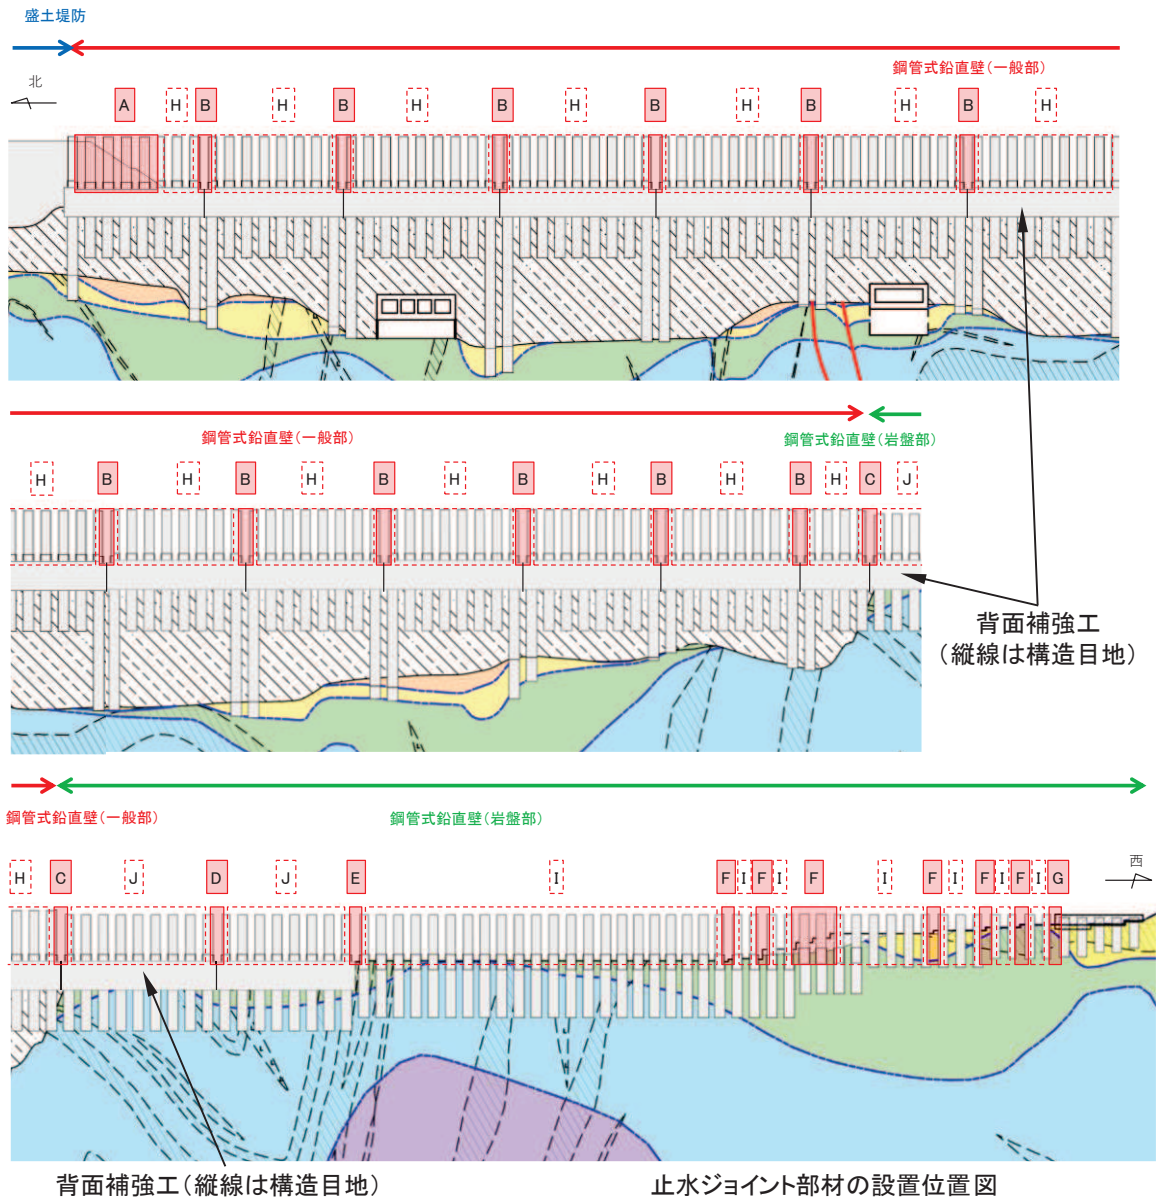 盛土堤防
北
鋼管式鉛直壁(一般部)
A H B H B H B H B H B H B H
鋼管式鉛直壁(一般部)
鋼管式鉛直壁(岩盤部)
H B H B H B H B H B H B H C J
背面補強工
(縦線は構造目地)
鋼管式鉛直壁(一般部)
鋼管式鉛直壁(岩盤部)
西
H C J D J E I F I F I F I F I F I F I G
背面補強工(縦線は構造目地)
止水ジョイント部材の設置位置図